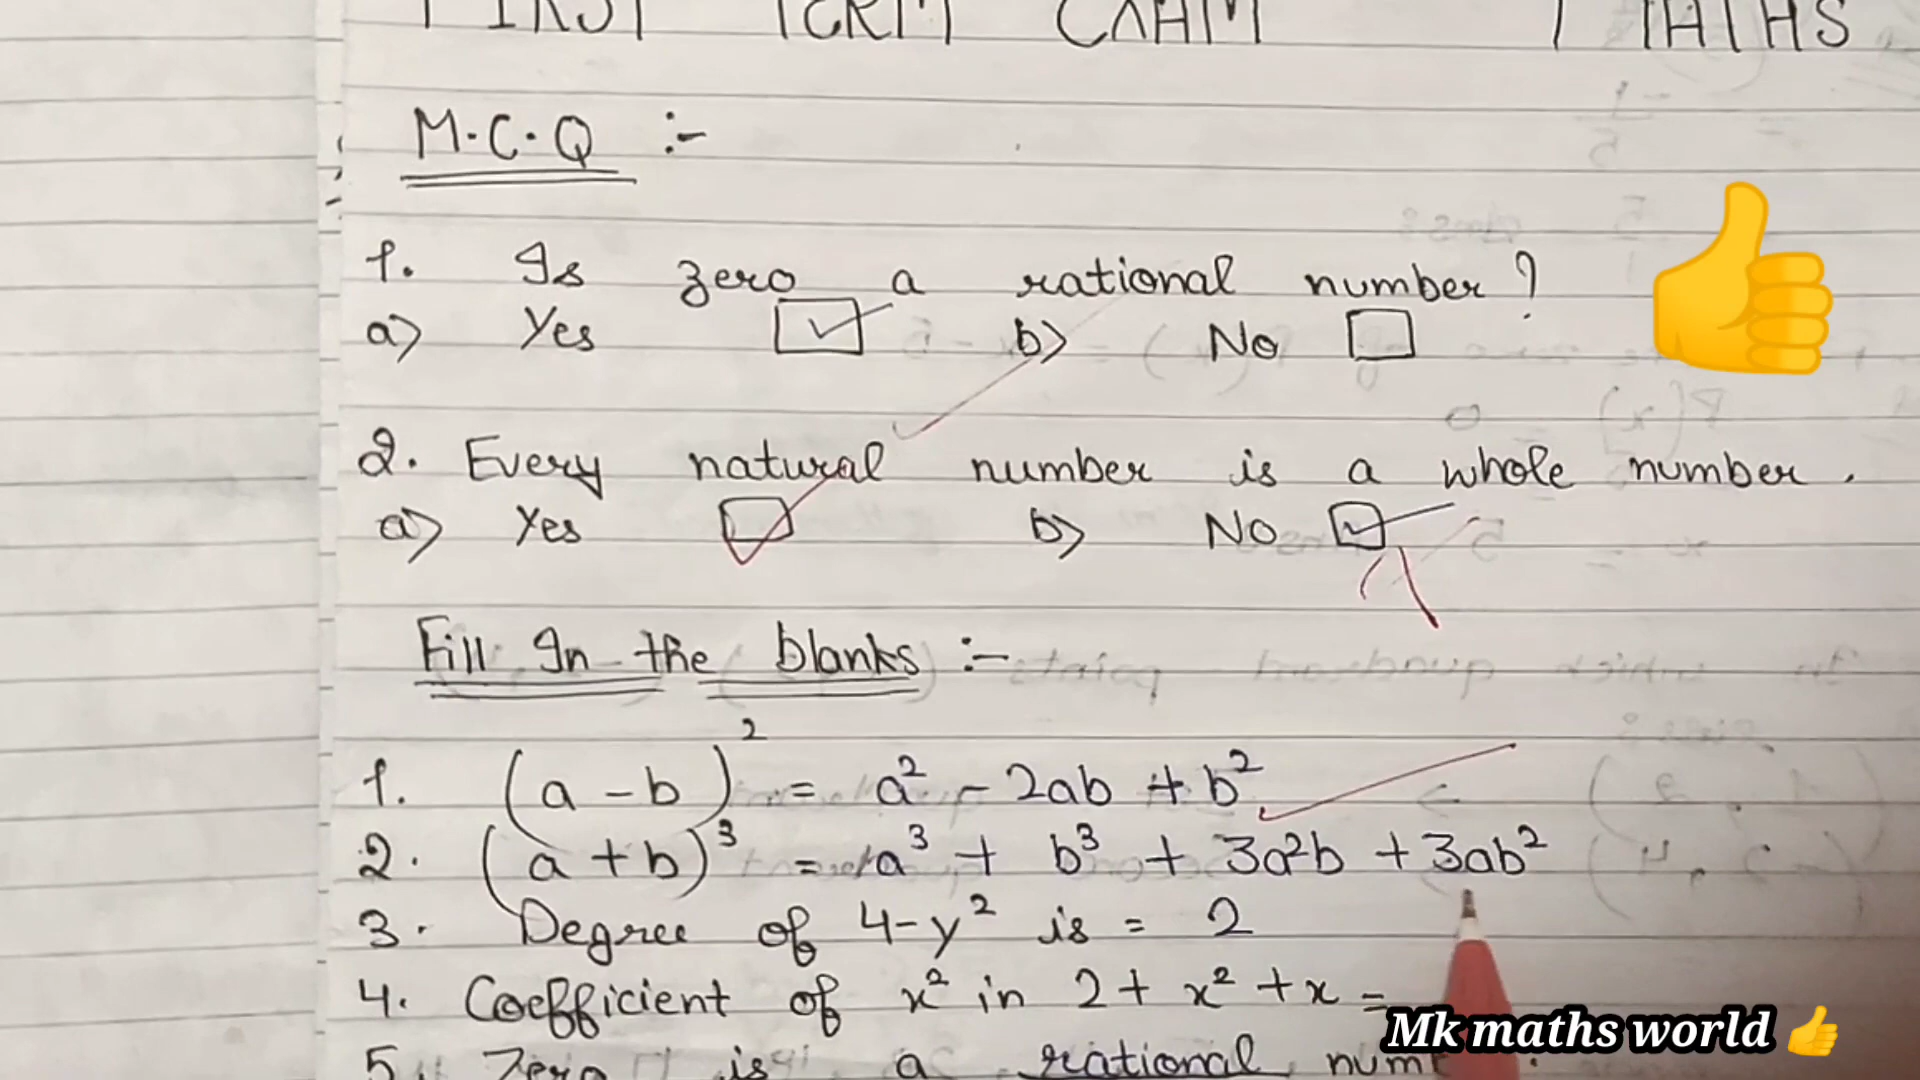 FIRST TERM EXAM MATHS
M.C.Q :-
1. Is zero a rational number?
a) Yes b) No
2. Every natural number is a whole number.
a) Yes b) No
Fill In the blanks :-
1. (a - b)² = a² - 2ab + b²
2. (a + b)³ = a³ + b³ + 3a²b + 3ab²
3. Degree of 4-y² is = 2
4. Coefficient of x² in 2 + x² + x =
5. Zero is a rational
Mk maths world 👍